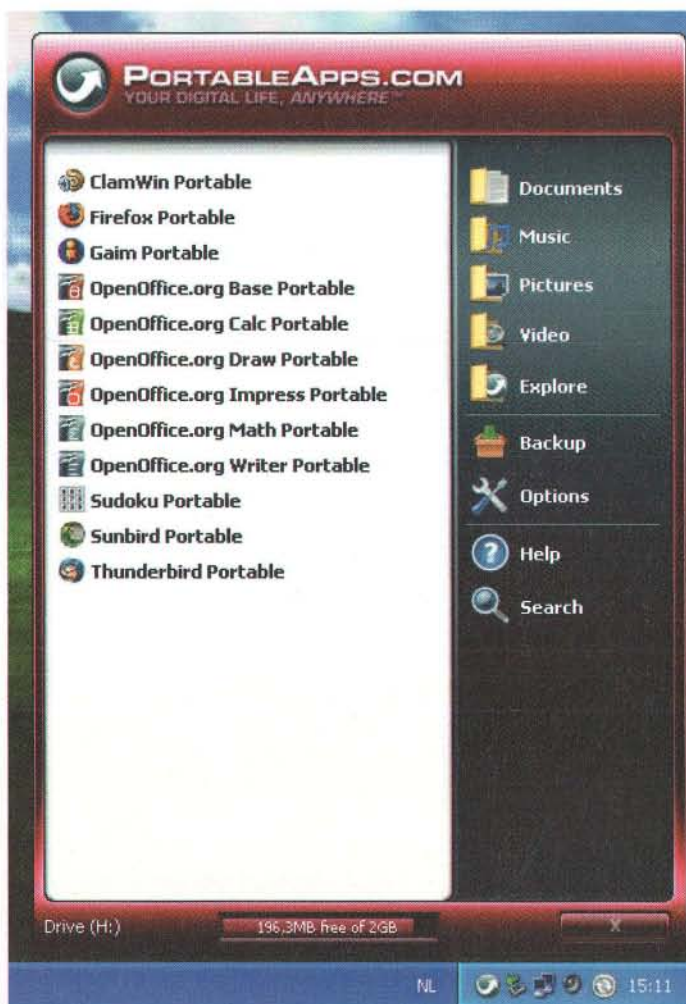 PORTABLEAPPS.COM
YOUR DIGITAL LIFE, ANYWHERE™
ClamWin Portable
Firefox Portable
Gaim Portable
OpenOffice.org Base Portable
OpenOffice.org Calc Portable
OpenOffice.org Draw Portable
OpenOffice.org Impress Portable
OpenOffice.org Math Portable
OpenOffice.org Writer Portable
Sudoku Portable
Sunbird Portable
Thunderbird Portable
Documents
Music
Pictures
Video
Explore
Backup
Options
Help
Search
Drive (H:)
196,3MB free of 2GB
X
NL
15:11